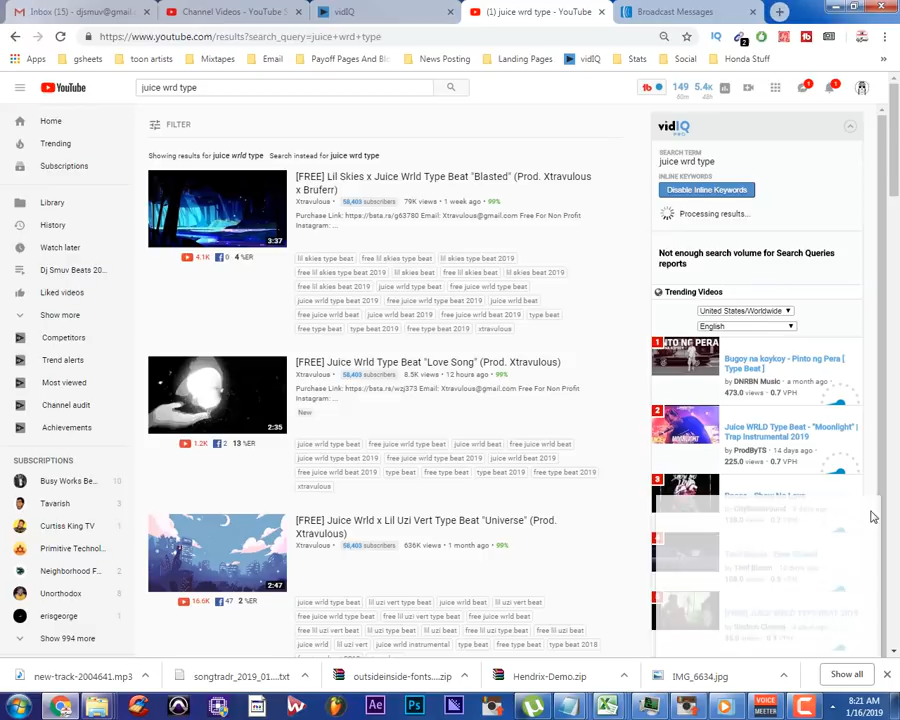 Inbox (10) - djsmuv@gmail.c
Channel Videos - YouTube S
vidIQ
(1) juice wrd type - YouTube
Broadcast Messages
https://www.youtube.com/results?search_query=juice+wrd+type
Apps
gsheets
toon artists
Mixtapes
Email
Payoff Pages And Bl
News Posting
Landing Pages
vidIQ
Stats
Social
Honda Stuff
YouTube
juice wrd type
149
5.4K
60m
48h
Home
Trending
Subscriptions
Library
History
Watch later
Dj Smuv Beats 20...
Liked videos
Show more
Competitors
Trend alerts
Most viewed
Channel audit
Achievements
SUBSCRIPTIONS
Busy Works Be... 10
Tavarish 3
Curtiss King TV 1
Primitive Technol...
Neighborhood F... 2
Unorthodox 2
erisgeorge 1
Show 994 more
FILTER
Showing results for juice wrld type Search instead for juice wrd type
[FREE] Lil Skies x Juice Wrld Type Beat "Blasted" (Prod. Xtravulous
x Bruferr)
Xtravulous 58,403 subscribers 79K views • 1 week ago • 99%
Purchase Link: https://bsta.rs/g63780 Email: Xtravulous@gmail.com Free For Non Profit
Instagram: ...
3:37
4.1K 0 4 %ER
lil skies type beat free lil skies type beat lil skies type beat 2019
free lil skies type beat 2019 lil skies beat free lil skies beat lil skies beat 2019
free lil skies beat 2019 juice wrld type beat free juice wrld type beat
juice wrld type beat 2019 free juice wrld type beat 2019 juice wrld beat
free juice wrld beat juice wrld beat 2019 free juice wrld beat 2019 type beat
free type beat type beat 2019 free type beat 2019 xtravulous
[FREE] Juice Wrld Type Beat "Love Song" (Prod. Xtravulous)
Xtravulous 58,403 subscribers 8.5K views • 12 hours ago • 99%
Purchase Link: https://bsta.rs/wzj373 Email: Xtravulous@gmail.com Free For Non Profit
Instagram: ...
New
2:35
1.2K 2 13 %ER
juice wrld type beat free juice wrld type beat juice wrld beat free juice wrld beat
juice wrld type beat 2019 free juice wrld type beat 2019 juice wrld beat 2019
free juice wrld beat 2019 type beat free type beat type beat 2019 free type beat 2019
xtravulous
[FREE] Juice Wrld x Lil Uzi Vert Type Beat "Universe" (Prod.
Xtravulous)
Xtravulous 58,403 subscribers 636K views • 1 month ago • 99%
2:47
16.6K 47 2 %ER
juice wrld type beat lil uzi vert type beat juice wrld beat lil uzi vert beat
free juice wrld type beat free lil uzi vert type beat free juice wrld beat
free lil uzi vert beat lil uzi type beat lil uzi beat free lil uzi type beat free lil uzi beat
juice wrld lil uzi vert juice wrld instrumental free type beat type beat 2018
vidIQ
PRO
SEARCH TERM
juice wrd type
INLINE KEYWORDS
Disable Inline Keywords
Processing results...
Not enough search volume for Search Queries
reports
Trending Videos
United States/Worldwide
English
1
Bugoy na koykoy - Pinto ng Pera [
Type Beat ]
by DNRBN Music • a month ago •
473.0 views • 0.7 VPH
2
Juice WRLD Type Beat - "Moonlight" |
Trap Instrumental 2019
by ProdByTS • 14 days ago •
225.0 views • 0.7 VPH
3
new-track-2004641.mp3
songtradr_2019_01....txt
outsideinside-fonts....zip
Hendrix-Demo.zip
IMG_6634.jpg
Show all
Ae
Ps
VOICE
MEETER
8:21 AM
1/16/2019